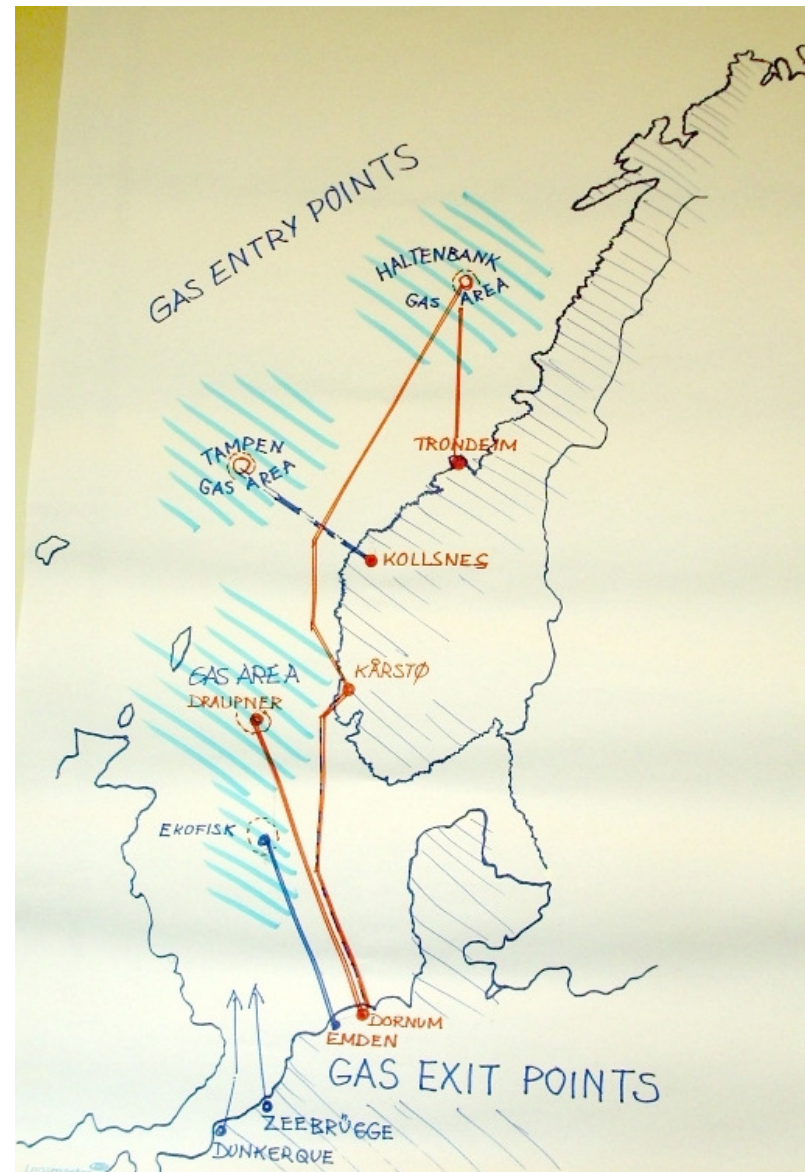 GAS ENTRY POINTS
HALTENBANK
GAS AREA
TRONDEIM
TAMPEN
GAS AREA
KOLLSNES
GAS AREA
DRAUPNER
KÅRSTØ
EKOFISK
DORNUM
EMDEN
GAS EXIT POINTS
ZEEBRÜGGE
DUNKERQUE